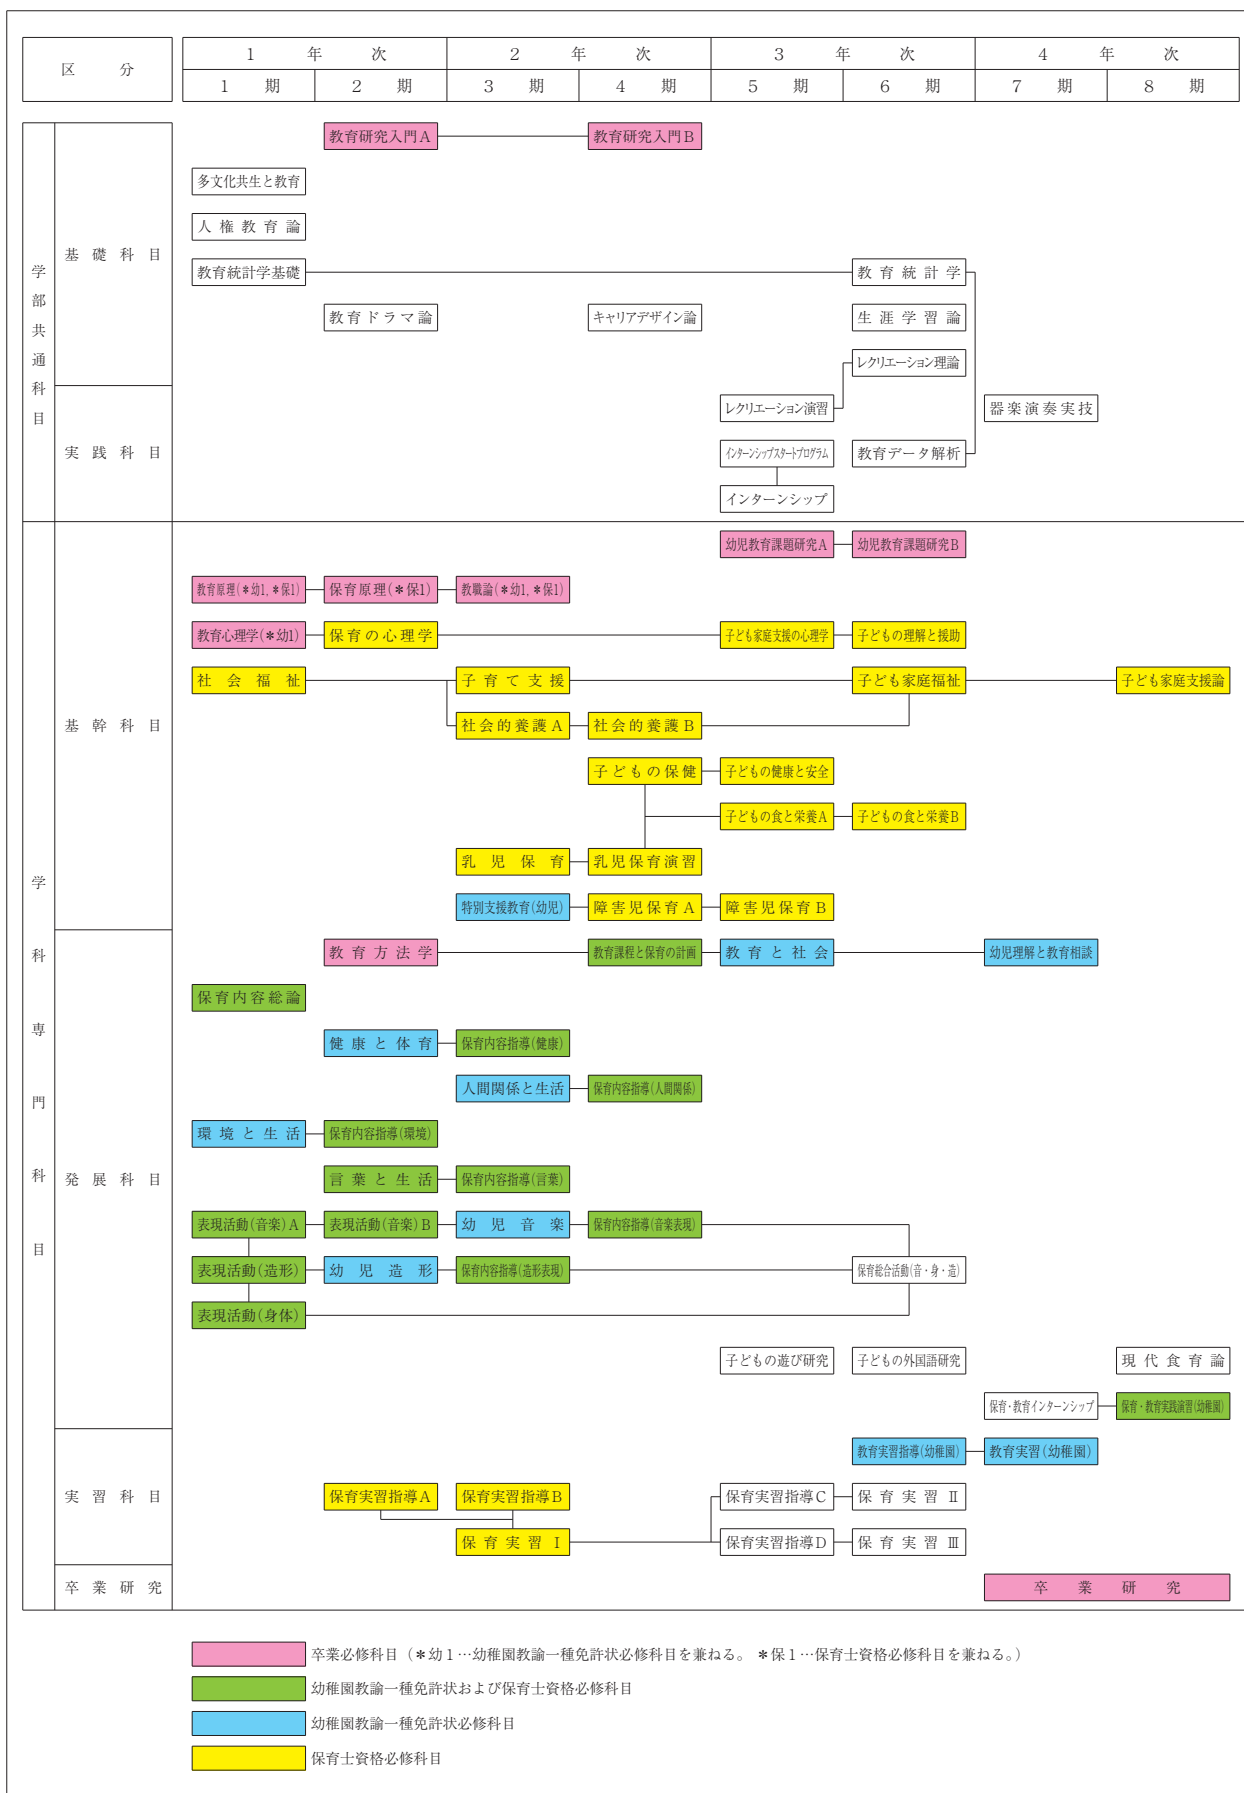 区 分
1 年 次
2 年 次
3 年 次
4 年 次
1 期
2 期
3 期
4 期
5 期
6 期
7 期
8 期
学部共通科目
基 礎 科 目
教育研究入門A
教育研究入門B
多文化共生と教育
人 権 教 育 論
教育統計学基礎
教 育 統 計 学
教育ドラマ論
キャリアデザイン論
生 涯 学 習 論
レクリエーション理論
実 践 科 目
レクリエーション演習
器楽演奏実技
インターンシップスタートプログラム
教育データ解析
インターンシップ
学科専門科目
基 幹 科 目
幼児教育課題研究A
幼児教育課題研究B
教育原理(*幼1, *保1)
保育原理(*保1)
教職論(*幼1, *保1)
教育心理学(*幼1)
保育の心理学
子ども家庭支援の心理学
子どもの理解と援助
社 会 福 祉
子 育 て 支 援
子ども家庭福祉
子ども家庭支援論
社会的養護A
社会的養護B
子どもの保健
子どもの健康と安全
子どもの食と栄養A
子どもの食と栄養B
乳 児 保 育
乳児保育演習
特別支援教育(幼児)
障害児保育A
障害児保育B
発 展 科 目
教 育 方 法 学
教育課程と保育の計画
教 育 と 社 会
幼児理解と教育相談
保育内容総論
健 康 と 体 育
保育内容指導(健康)
人間関係と生活
保育内容指導(人間関係)
環 境 と 生 活
保育内容指導(環境)
言 葉 と 生 活
保育内容指導(言葉)
表現活動(音楽)A
表現活動(音楽)B
幼 児 音 楽
保育内容指導(音楽表現)
表現活動(造形)
幼 児 造 形
保育内容指導(造形表現)
保育総合活動(音・身・造)
表現活動(身体)
子どもの遊び研究
子どもの外国語研究
現 代 食 育 論
保育・教育インターンシップ
保育・教育実践演習(幼稚園)
実 習 科 目
教育実習指導(幼稚園)
教育実習(幼稚園)
保育実習指導A
保育実習指導B
保育実習指導C
保 育 実 習 Ⅱ
保 育 実 習 Ⅰ
保育実習指導D
保 育 実 習 Ⅲ
卒 業 研 究
卒 業 研 究
卒業必修科目（*幼1…幼稚園教諭一種免許状必修科目を兼ねる。 *保1…保育士資格必修科目を兼ねる。）
幼稚園教諭一種免許状および保育士資格必修科目
幼稚園教諭一種免許状必修科目
保育士資格必修科目